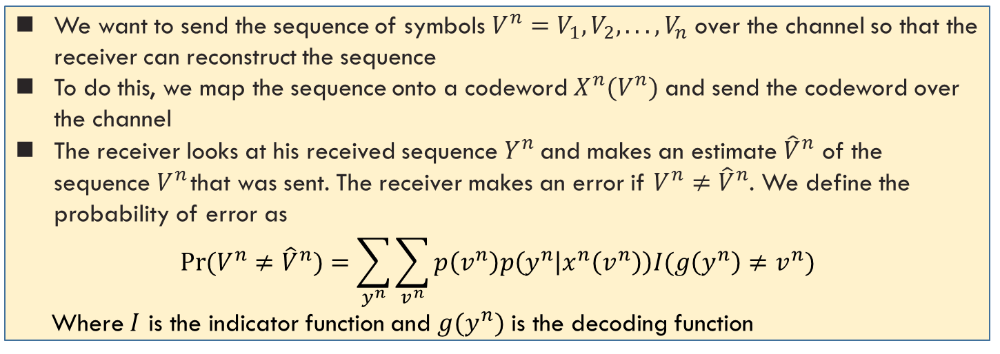 ■ We want to send the sequence of symbols $V^n = V_1, V_2, \ldots, V_n$ over the channel so that the
receiver can reconstruct the sequence
■ To do this, we map the sequence onto a codeword $X^n(V^n)$ and send the codeword over
the channel
■ The receiver looks at his received sequence $Y^n$ and makes an estimate $\hat{V}^n$ of the
sequence $V^n$ that was sent. The receiver makes an error if $V^n \neq \hat{V}^n$. We define the
probability of error as
$\Pr(V^n \neq \hat{V}^n) = \sum_{y^n} \sum_{v^n} p(v^n) p(y^n | x^n(v^n)) I(g(y^n) \neq v^n)$
Where $I$ is the indicator function and $g(y^n)$ is the decoding function